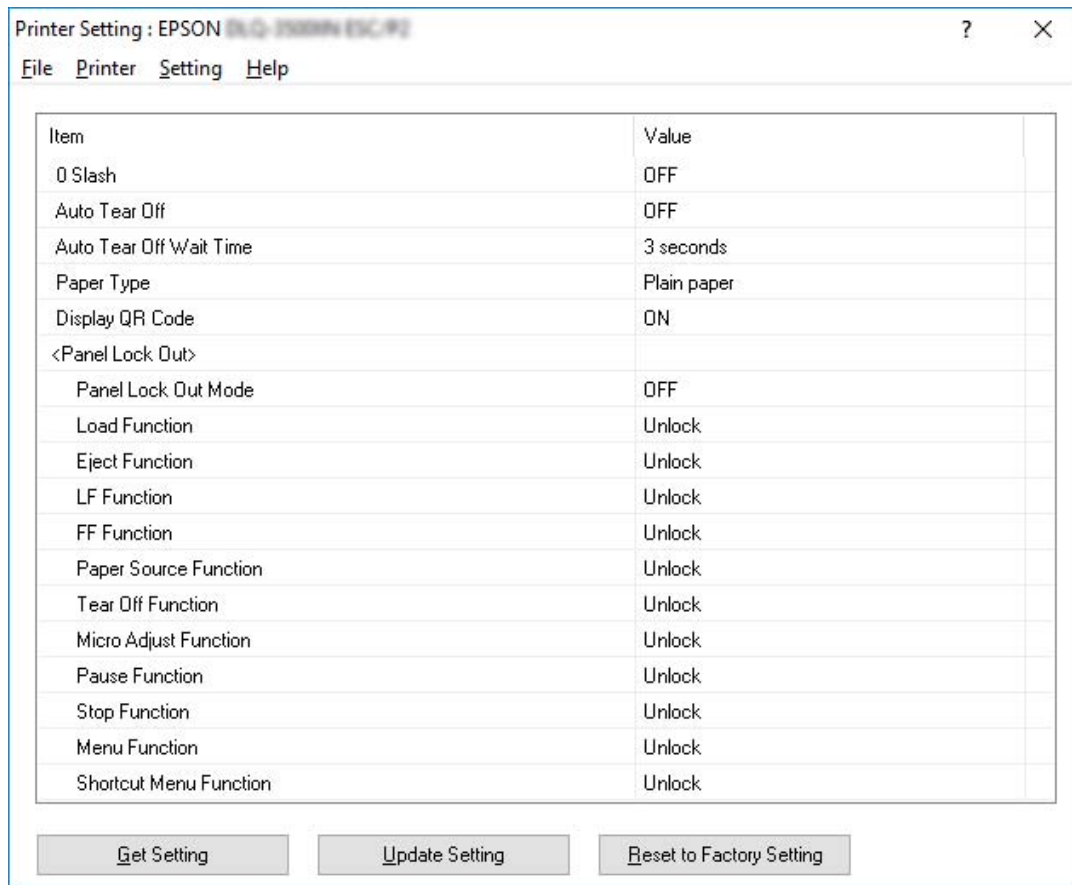 Printer Setting : EPSON
? X
File Printer Setting Help
Item Value
0 Slash OFF
Auto Tear Off OFF
Auto Tear Off Wait Time 3 seconds
Paper Type Plain paper
Display QR Code ON
<Panel Lock Out>
Panel Lock Out Mode OFF
Load Function Unlock
Eject Function Unlock
LF Function Unlock
FF Function Unlock
Paper Source Function Unlock
Tear Off Function Unlock
Micro Adjust Function Unlock
Pause Function Unlock
Stop Function Unlock
Menu Function Unlock
Shortcut Menu Function Unlock
Get Setting Update Setting Reset to Factory Setting